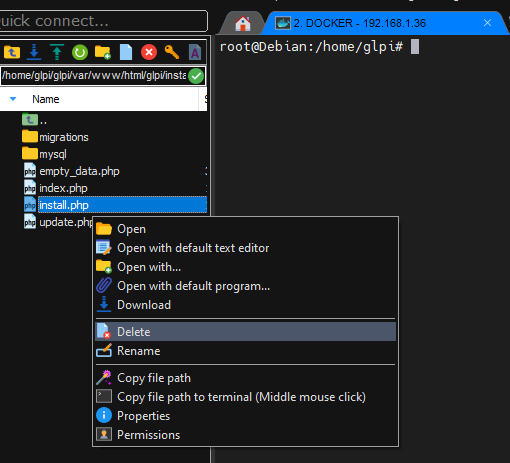 Quick connect...
2. DOCKER - 192.168.1.36
/home/glpi/glpi/var/www/html/glpi/insta
root@Debian:/home/glpi#
Name
..
migrations
mysql
empty_data.php
index.php
install.php
update.php
Open
Open with default text editor
Open with...
Open with default program...
Download
Delete
Rename
Copy file path
Copy file path to terminal (Middle mouse click)
Properties
Permissions